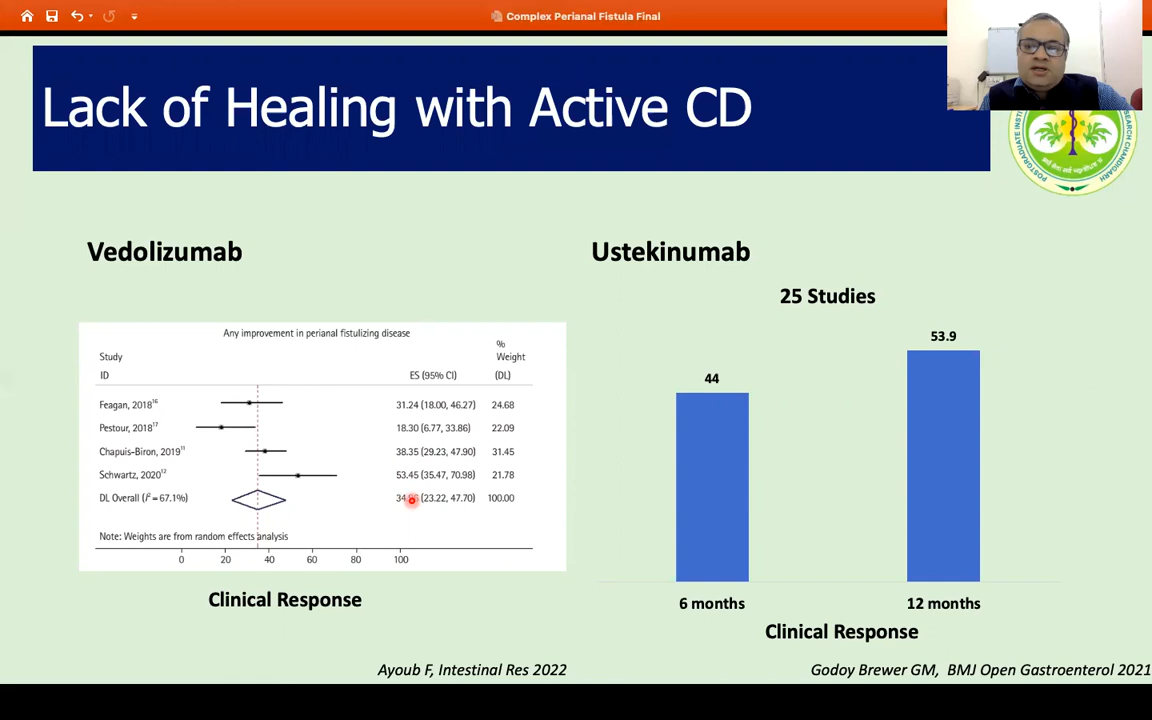 Complex Perianal Fistula Final
Lack of Healing with Active CD
POSTGRADUATE INSTI
SEARCH CHANDIGARH
Vedolizumab
Any improvement in perianal fistulizing disease
Study
ID
ES (95% CI)
%
Weight
(DL)
Feagan, 2018¹⁶ 31.24 (18.00, 46.27) 24.68
Pestour, 2018¹⁷ 18.30 (6.77, 33.86) 22.09
Chapuis-Biron, 2019¹¹ 38.35 (29.23, 47.90) 31.45
Schwartz, 2020¹² 53.45 (35.47, 70.98) 21.78
DL Overall (I² = 67.1%) (23.22, 47.70) 100.00
Note: Weights are from random effects analysis
0 20 40 60 80 100
Clinical Response
Ayoub F, Intestinal Res 2022
Ustekinumab
25 Studies
44
53.9
6 months
12 months
Clinical Response
Godoy Brewer GM, BMJ Open Gastroenterol 2021